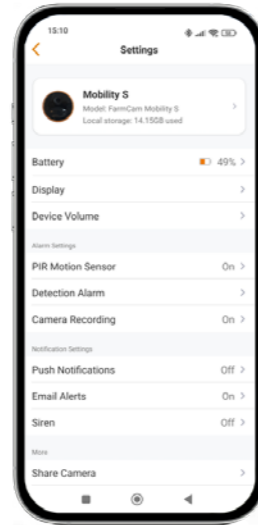 15:10
Settings
Mobility S
Model: FarmCam Mobility S
Local storage: 14.15GB used
Battery 49%
Display
Device Volume
Alarm Settings
PIR Motion Sensor On
Detection Alarm
Camera Recording On
Notification Settings
Push Notifications Off
Email Alerts On
Siren Off
More
Share Camera